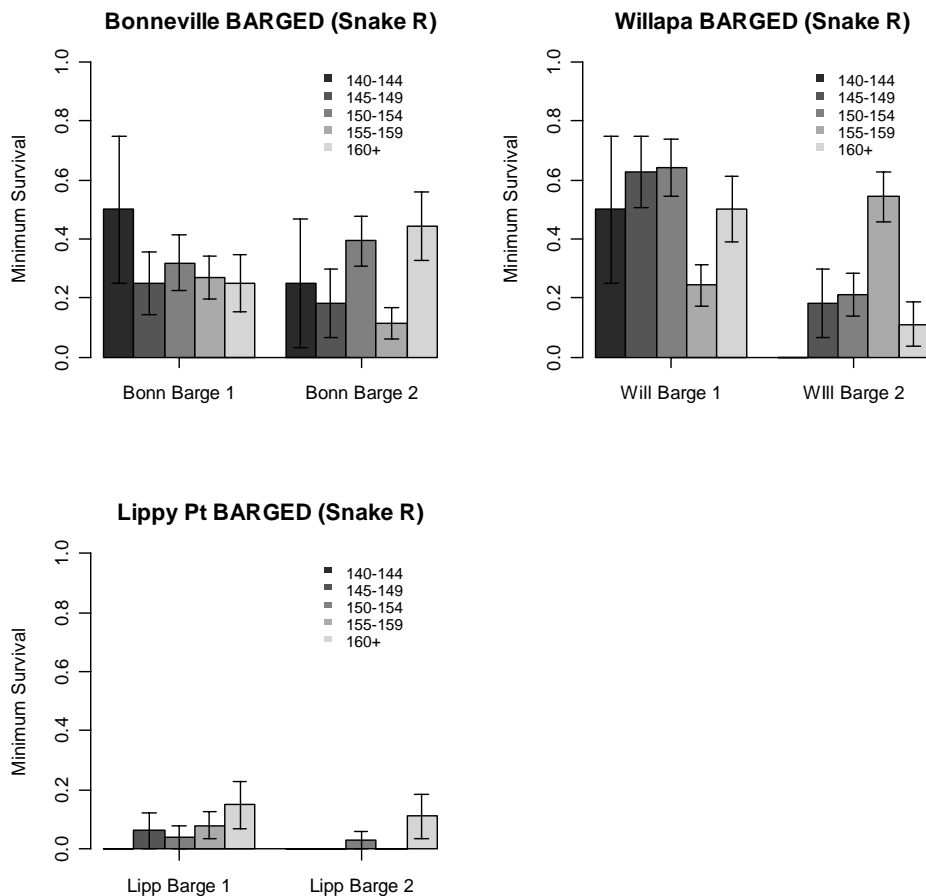 Bonneville BARGED (Snake R)
1.0
0.8
0.6
0.4
0.2
0.0
Minimum Survival
140-144
145-149
150-154
155-159
160+
Bonn Barge 1
Bonn Barge 2
Willapa BARGED (Snake R)
1.0
0.8
0.6
0.4
0.2
0.0
Minimum Survival
140-144
145-149
150-154
155-159
160+
Will Barge 1
WIll Barge 2
Lippy Pt BARGED (Snake R)
1.0
0.8
0.6
0.4
0.2
0.0
Minimum Survival
140-144
145-149
150-154
155-159
160+
Lipp Barge 1
Lipp Barge 2